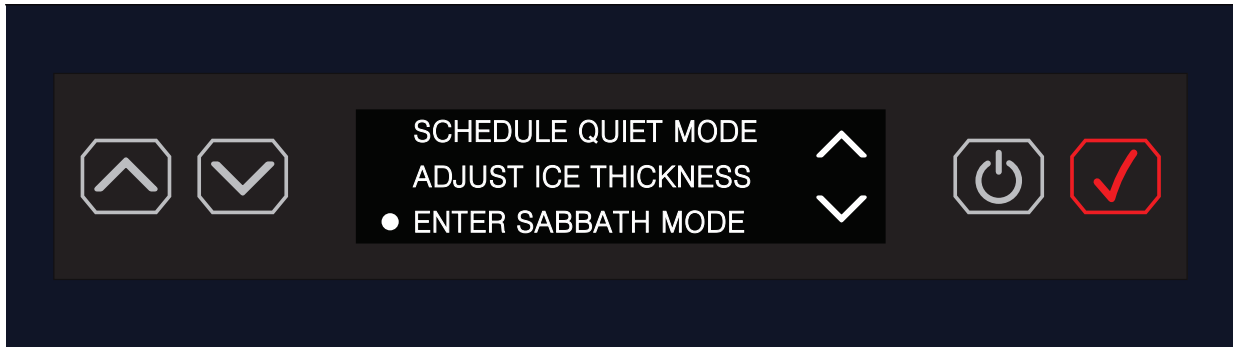 SCHEDULE QUIET MODE
ADJUST ICE THICKNESS
ENTER SABBATH MODE